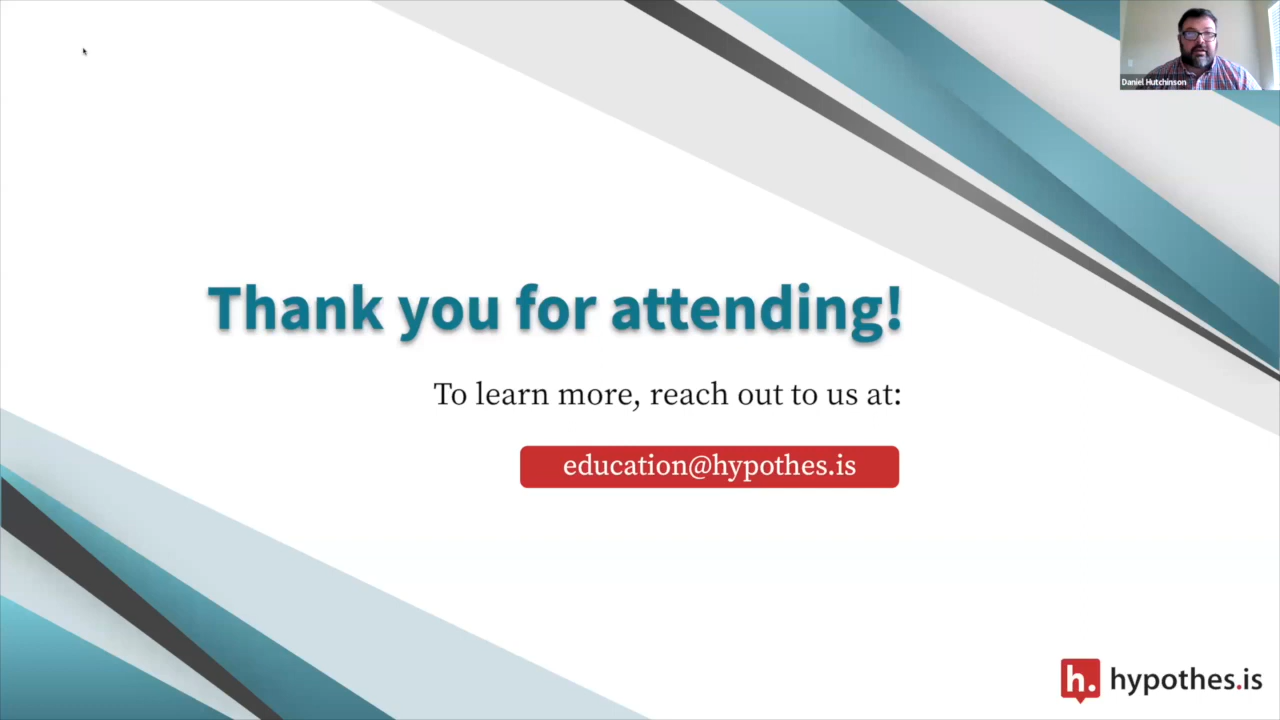 Daniel Hutchinson
Thank you for attending!
To learn more, reach out to us at:
education@hypothes.is
h. hypothes.is